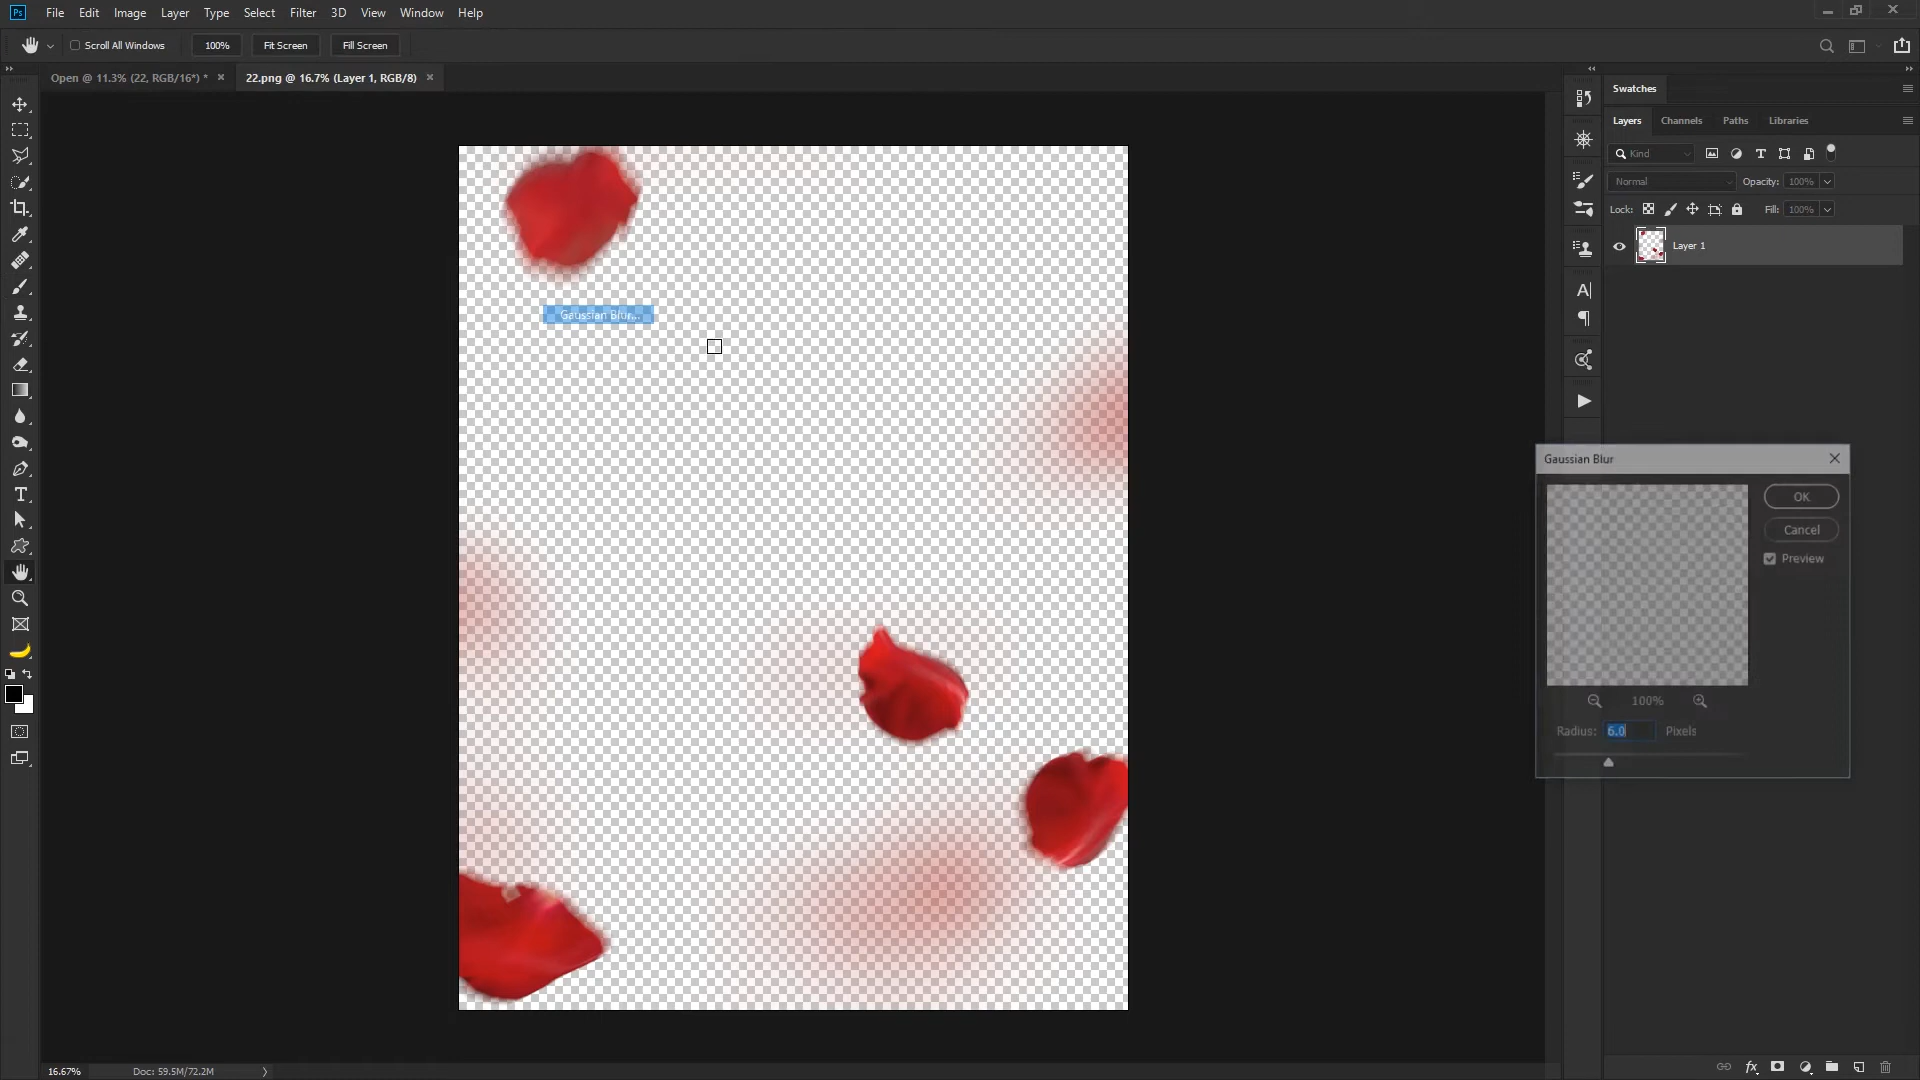 Ps File Edit Image Layer Type Select Filter 3D View Window Help
Scroll All Windows 100% Fit Screen Fill Screen
Open @ 11.3% (22, RGB/16*) * × 22.png @ 16.7% (Layer 1, RGB/8) ×
Swatches
Layers Channels Paths Libraries
Kind
Normal Opacity: 100%
Lock: Fill: 100%
Layer 1
Gaussian Blur...
Gaussian Blur
OK
Cancel
Preview
100%
Radius: 6.0 Pixels
16.67% Doc: 59.5M/72.2M